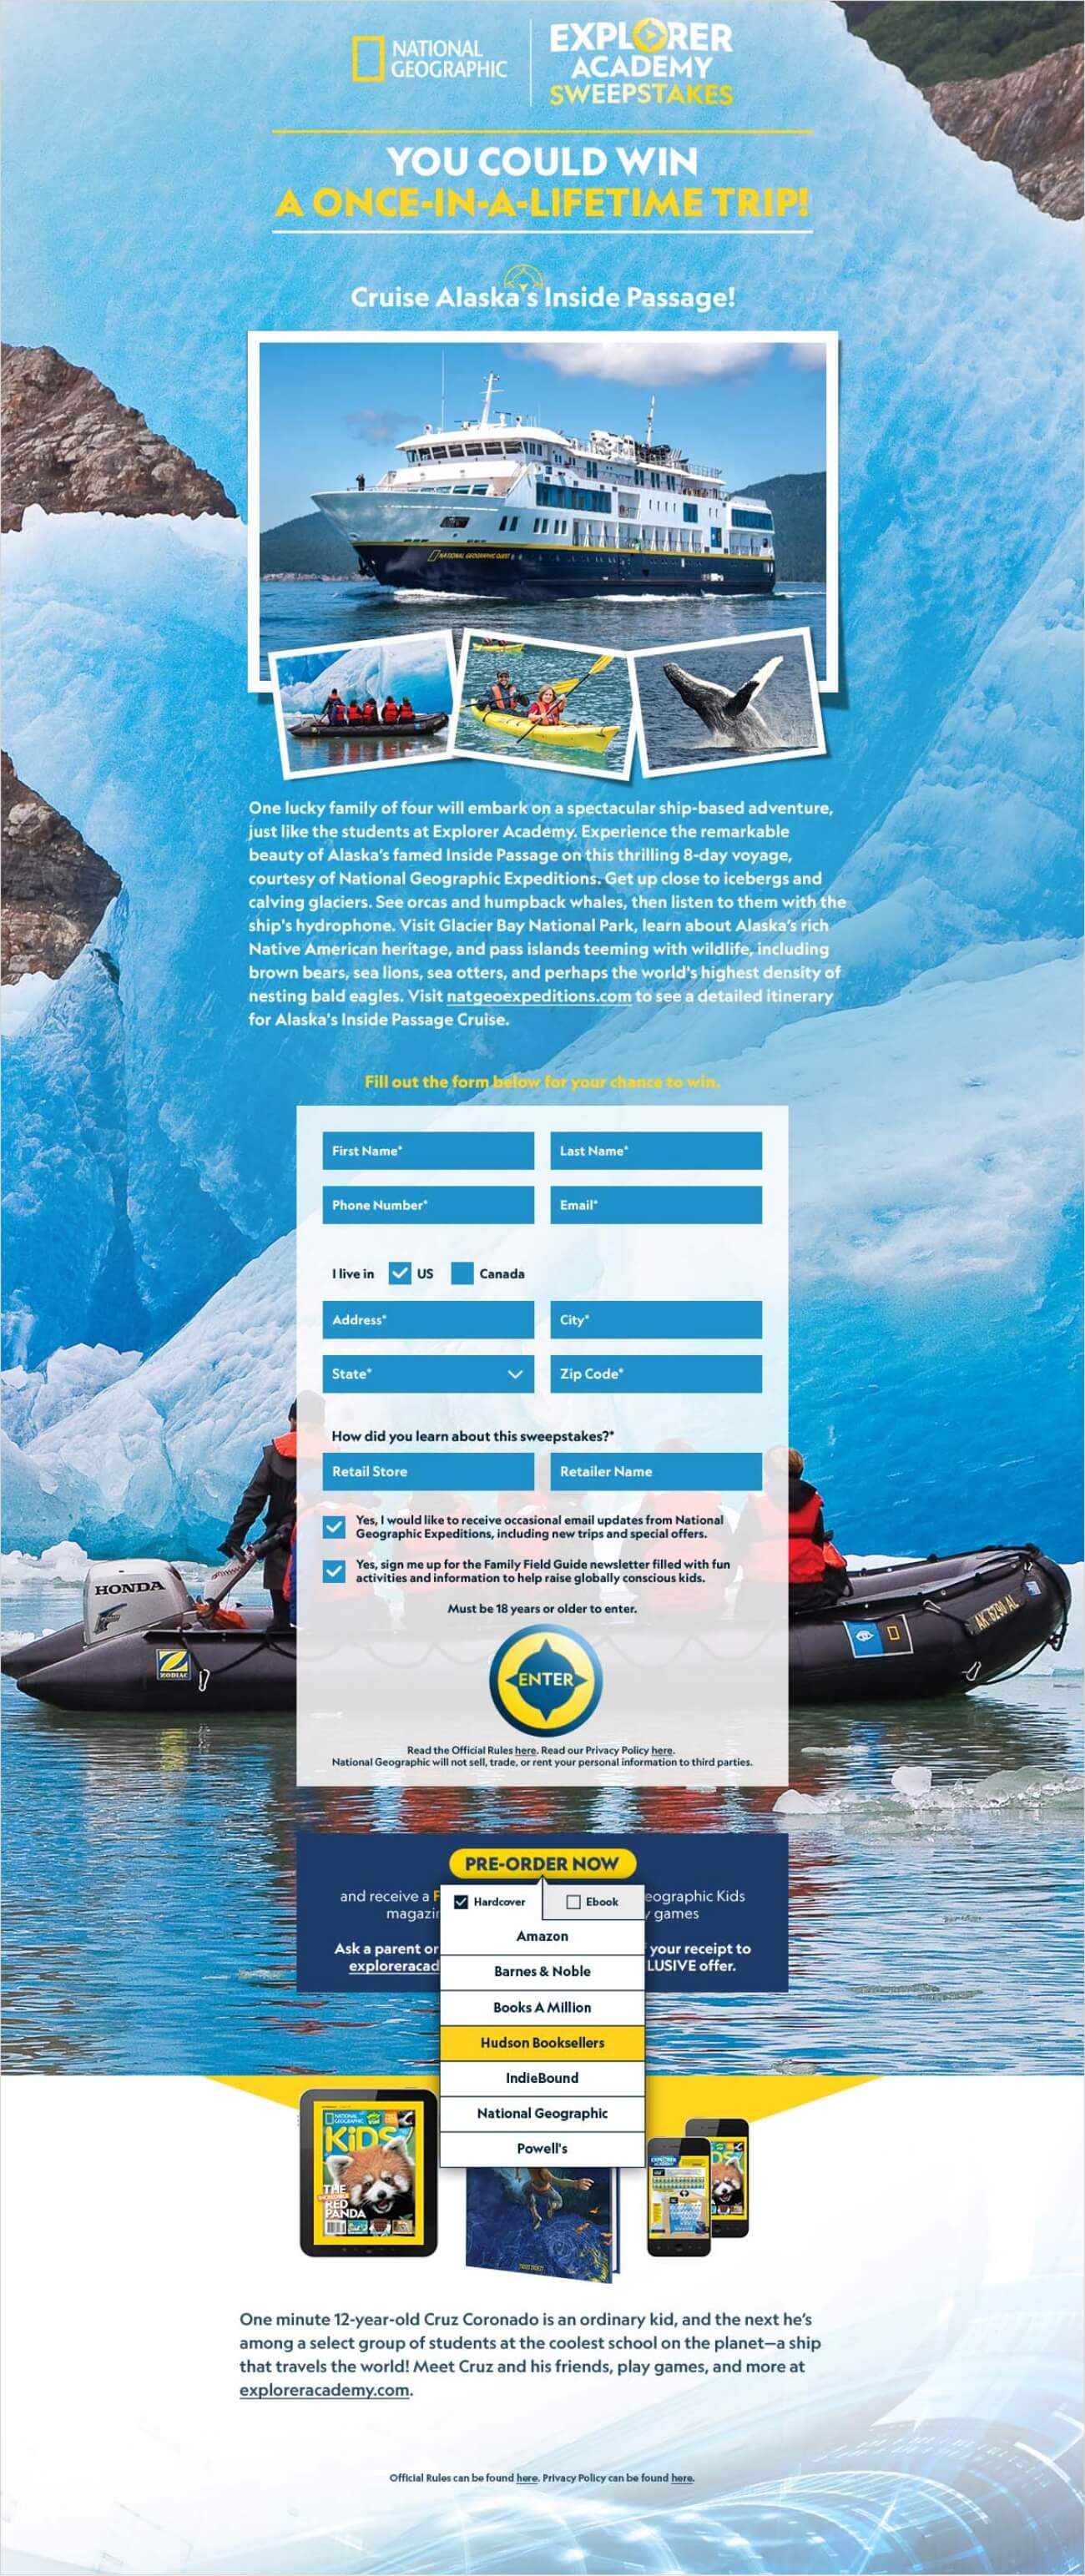 NATIONAL
GEOGRAPHIC
EXPLORER
ACADEMY
SWEEPSTAKES
YOU COULD WIN
A ONCE-IN-A-LIFETIME TRIP!
Cruise Alaska's Inside Passage!
NATIONAL GEOGRAPHIC QUEST
One lucky family of four will embark on a spectacular ship-based adventure,
just like the students at Explorer Academy. Experience the remarkable
beauty of Alaska's famed Inside Passage on this thrilling 8-day voyage,
courtesy of National Geographic Expeditions. Get up close to icebergs and
calving glaciers. See orcas and humpback whales, then listen to them with the
ship's hydrophone. Visit Glacier Bay National Park, learn about Alaska's rich
Native American heritage, and pass islands teeming with wildlife, including
brown bears, sea lions, sea otters, and perhaps the world's highest density of
nesting bald eagles. Visit natgeoexpeditions.com to see a detailed itinerary
for Alaska's Inside Passage Cruise.
Fill out the form below for your chance to win.
First Name*
Last Name*
Phone Number*
Email*
I live in US Canada
Address*
City*
State*
Zip Code*
How did you learn about this sweepstakes?*
Retail Store
Retailer Name
Yes, I would like to receive occasional email updates from National
Geographic Expeditions, including new trips and special offers.
Yes, sign me up for the Family Field Guide newsletter filled with fun
activities and information to help raise globally conscious kids.
Must be 18 years or older to enter.
HONDA
ZODIAC
ENTER
Read the Official Rules here. Read our Privacy Policy here.
National Geographic will not sell, trade, or rent your personal information to third parties.
PRE-ORDER NOW
and receive a F
eographic Kids
magazin
y games
Ask a parent or
your receipt to
exploreracad
LUSIVE offer.
Hardcover
Ebook
Amazon
Barnes & Noble
Books A Million
Hudson Booksellers
IndieBound
National Geographic
Powell's
NATIONAL
GEOGRAPHIC
KiDS
THE
RED
PANDA
One minute 12-year-old Cruz Coronado is an ordinary kid, and the next he's
among a select group of students at the coolest school on the planet—a ship
that travels the world! Meet Cruz and his friends, play games, and more at
exploreracademy.com.
Official Rules can be found here. Privacy Policy can be found here.